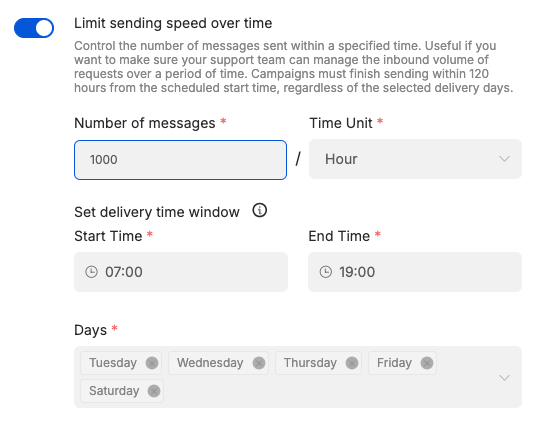 Limit sending speed over time
Control the number of messages sent within a specified time. Useful if you
want to make sure your support team can manage the inbound volume of
requests over a period of time. Campaigns must finish sending within 120
hours from the scheduled start time, regardless of the selected delivery days.
Number of messages * Time Unit *
1000 / Hour
Set delivery time window
Start Time * End Time *
07:00 19:00
Days *
Tuesday Wednesday Thursday Friday
Saturday